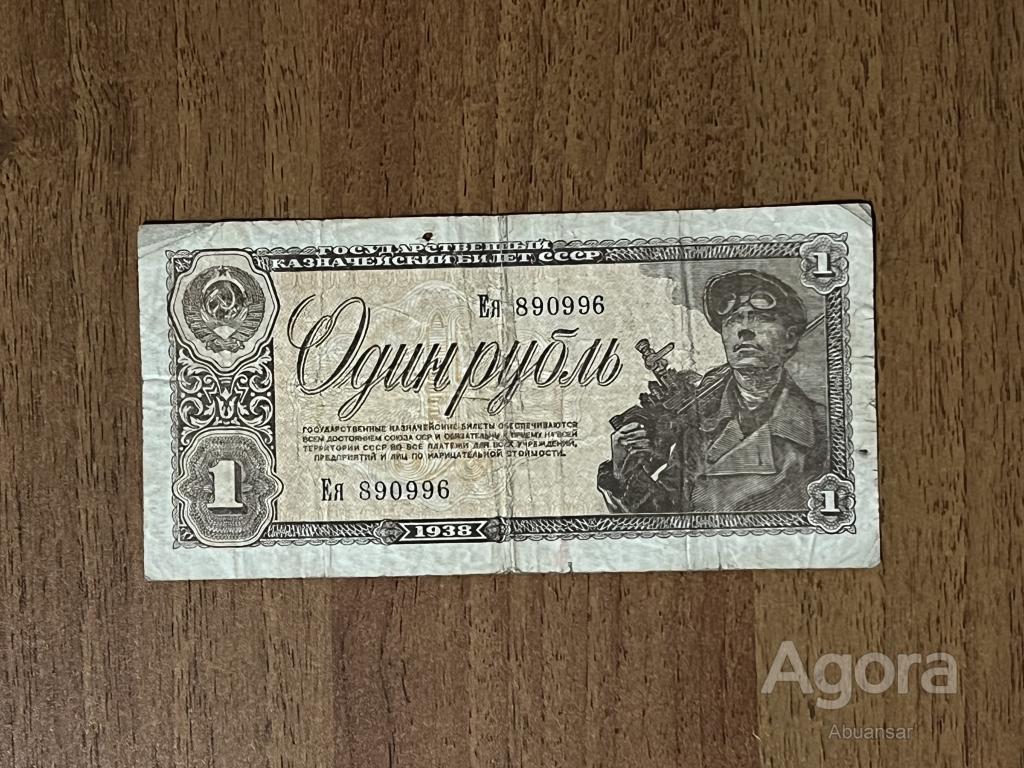 ГОСУДАРСТВЕННЫЙ
КАЗНАЧЕЙСКИЙ БИЛЕТ СССР
1
Ея 890996
Один рубль
ГОСУДАРСТВЕННЫЕ КАЗНАЧЕЙСКИЕ БИЛЕТЫ ОБЕСПЕЧИВАЮТСЯ
ВСЕМ ДОСТОЯНИЕМ СОЮЗА ССР И ОБЯЗАТЕЛЬНЫ К ПРИЕМУ НА ВСЕЙ
ТЕРРИТОРИИ СССР ВО ВСЕ ПЛАТЕЖИ ДЛЯ ВСЕХ УЧРЕЖДЕНИЙ,
ПРЕДПРИЯТИЙ И ЛИЦ ПО НАРИЦАТЕЛЬНОЙ СТОИМОСТИ.
1
Ея 890996
1
1938
Agora
Abuansar